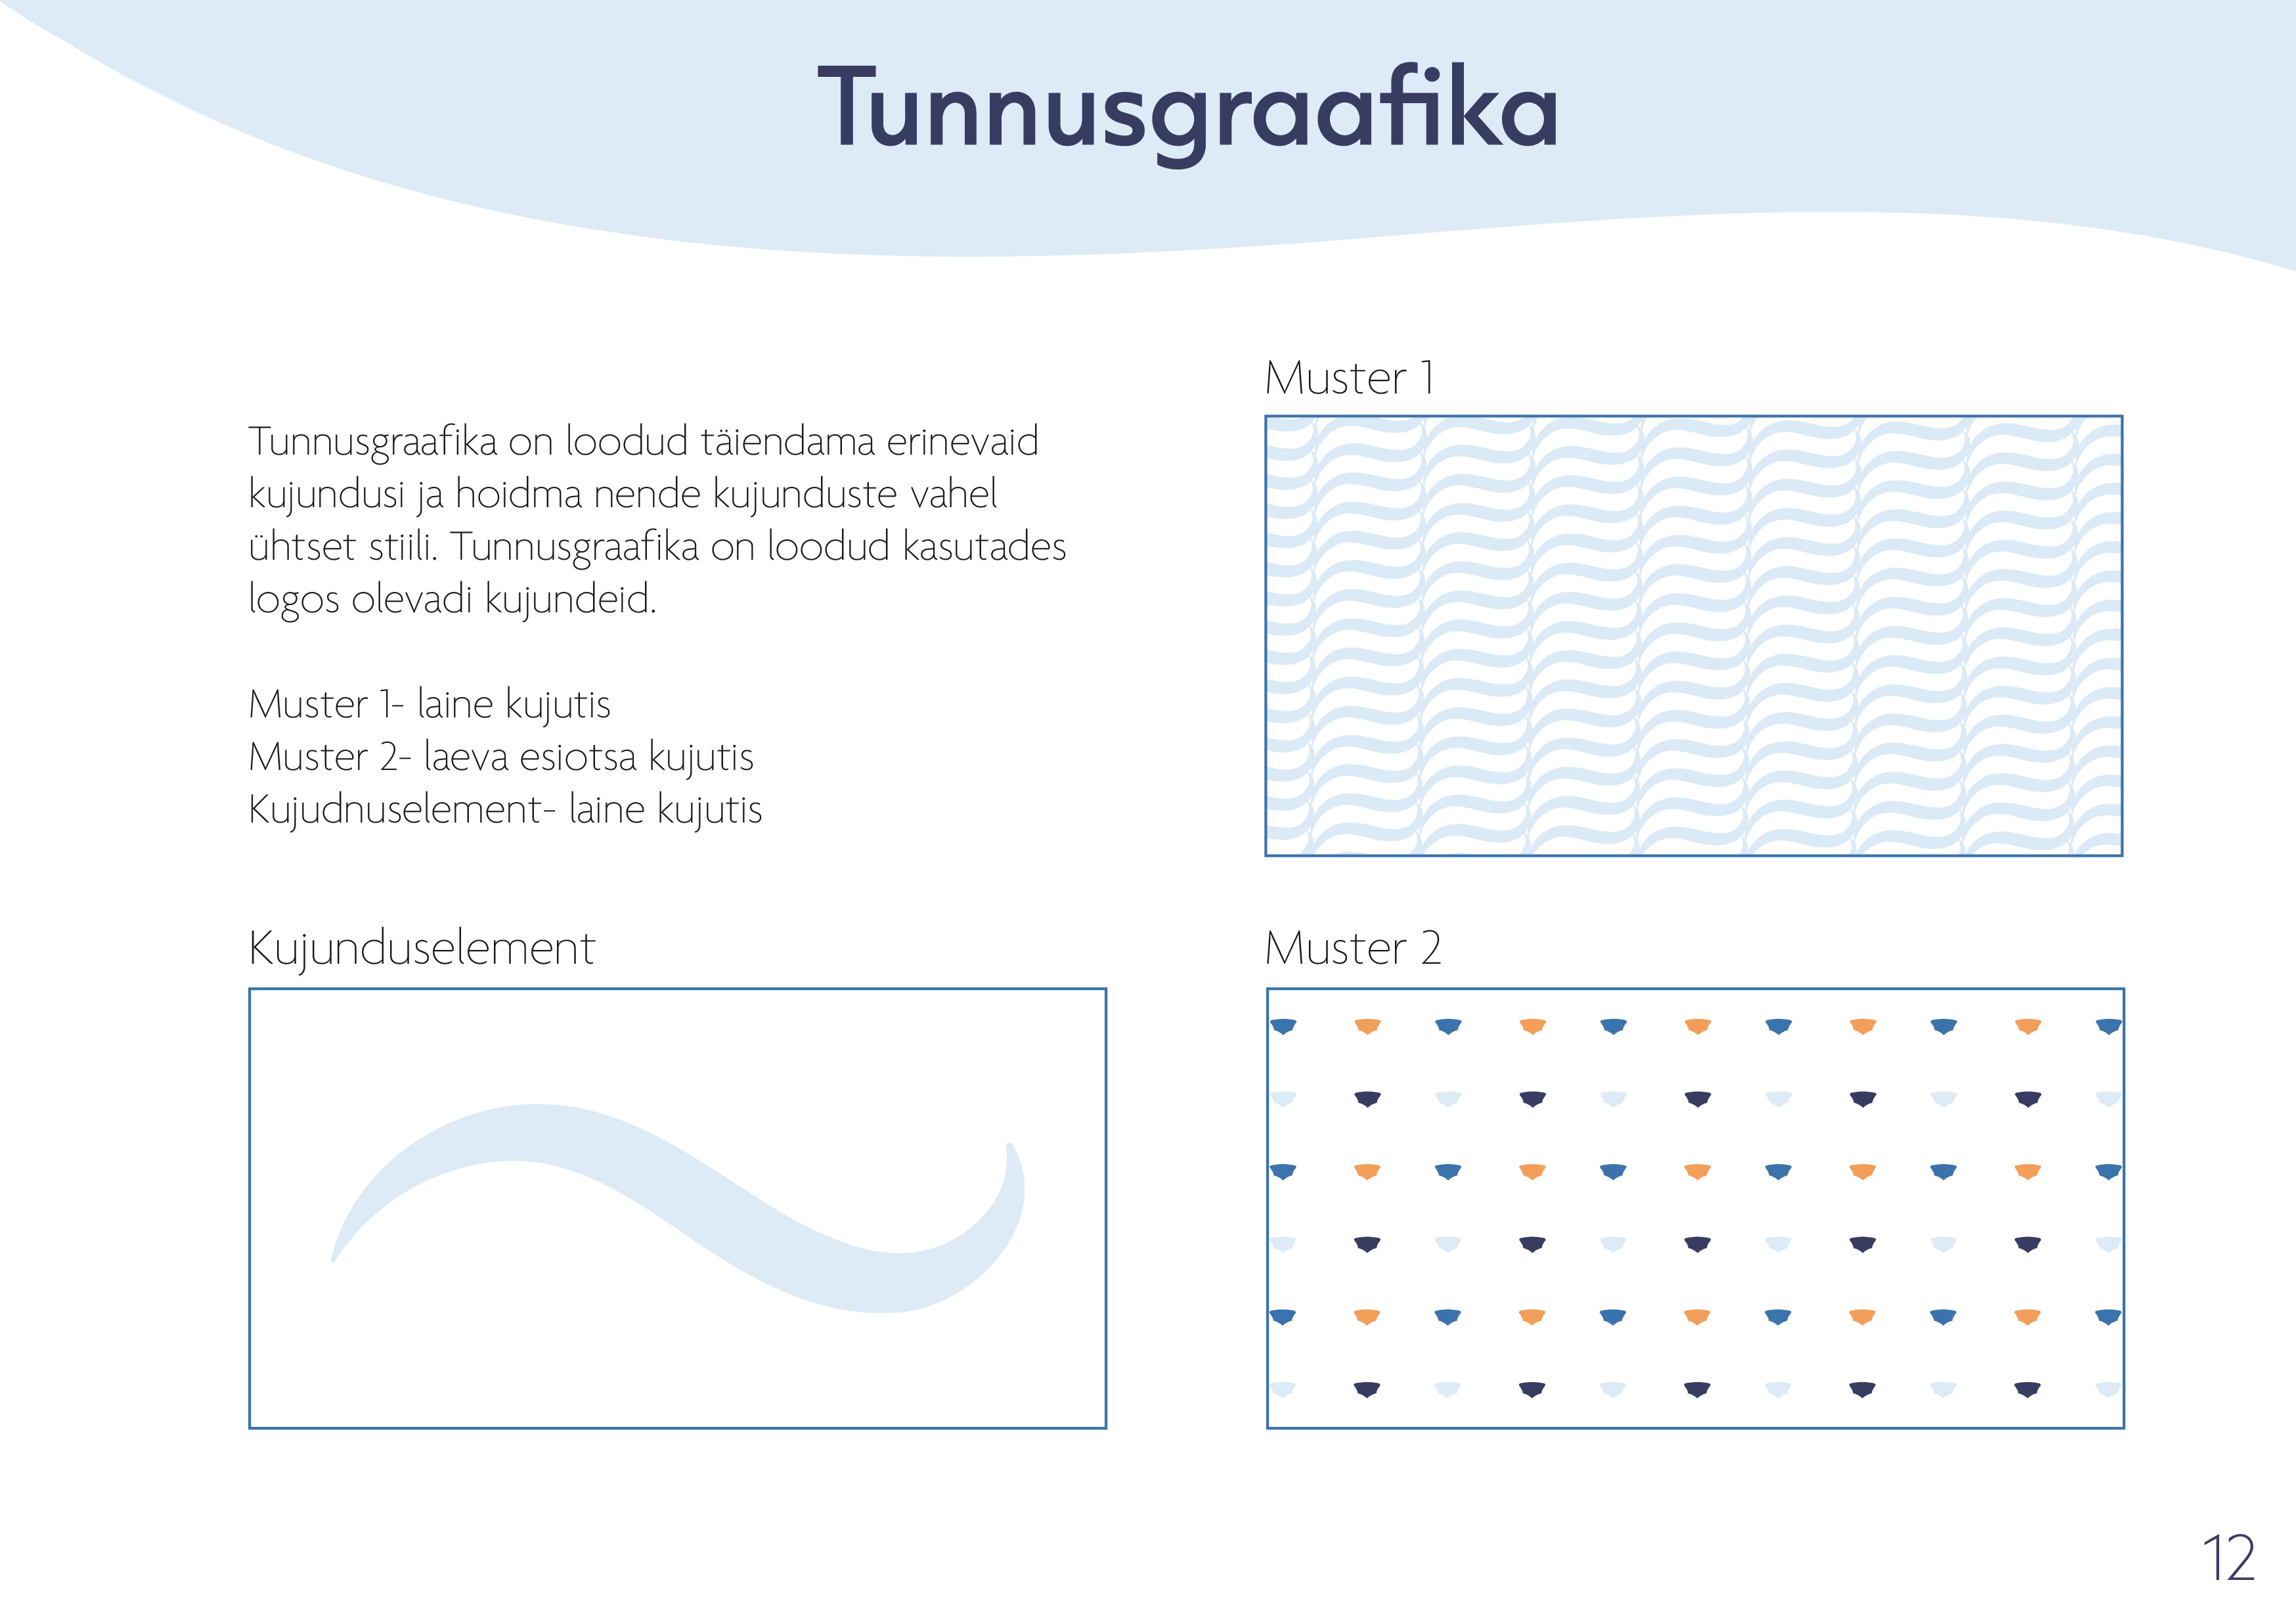 Tunnusgraafika
Tunnusgraafika on loodud täiendama erinevaid
kujundusi ja hoidma nende kujunduste vahel
ühtset stiili. Tunnusgraafika on loodud kasutades
logos olevadi kujundeid.
Muster 1- laine kujutis
Muster 2- laeva esiotsa kujutis
Kujudnuselement- laine kujutis
Muster 1
Kujunduselement
Muster 2
12